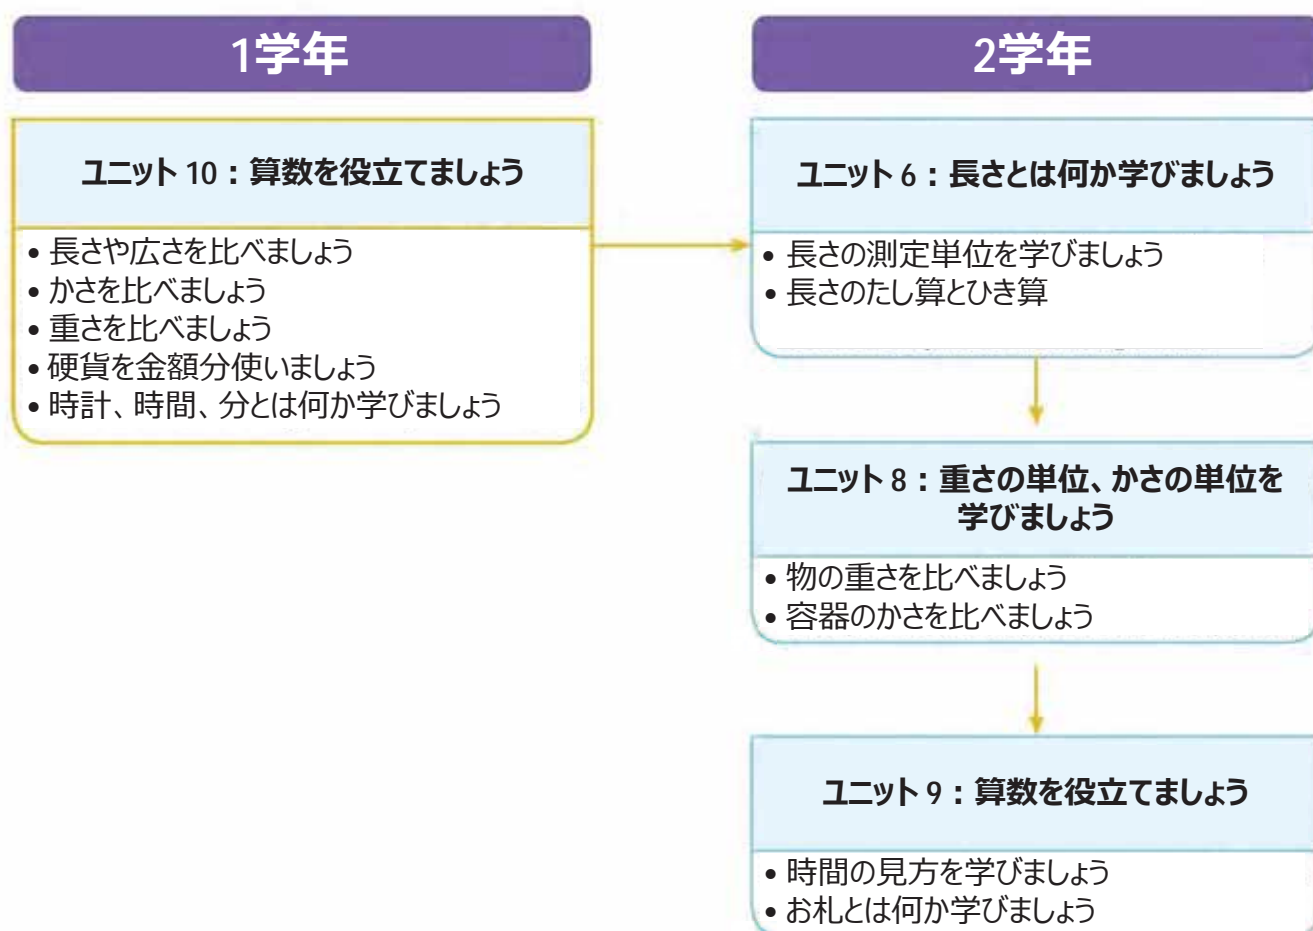 1学年
ユニット 10：算数を役立てましょう
• 長さや広さを比べましょう
• かさを比べましょう
• 重さを比べましょう
• 硬貨を金額分使いましょう
• 時計、時間、分とは何か学びましょう
2学年
ユニット 6：長さとは何か学びましょう
• 長さの測定単位を学びましょう
• 長さのたし算とひき算
ユニット 8：重さの単位、かさの単位を
学びましょう
• 物の重さを比べましょう
• 容器のかさを比べましょう
ユニット 9：算数を役立てましょう
• 時間の見方を学びましょう
• お札とは何か学びましょう